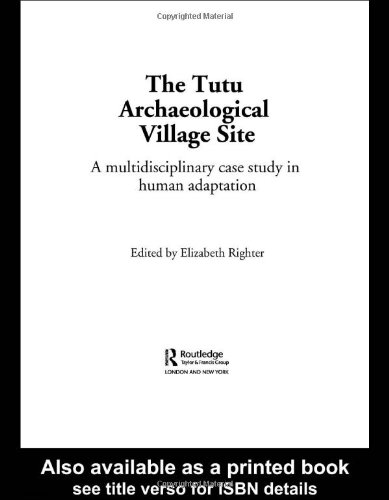 Copyrighted Material
The Tutu
Archaeological
Village Site
A multidisciplinary case study in
human adaptation
Edited by Elizabeth Righter
Routledge
Taylor & Francis Group
LONDON AND NEW YORK
Copyrighted Material
Also available as a printed book
see title verso for ISBN details